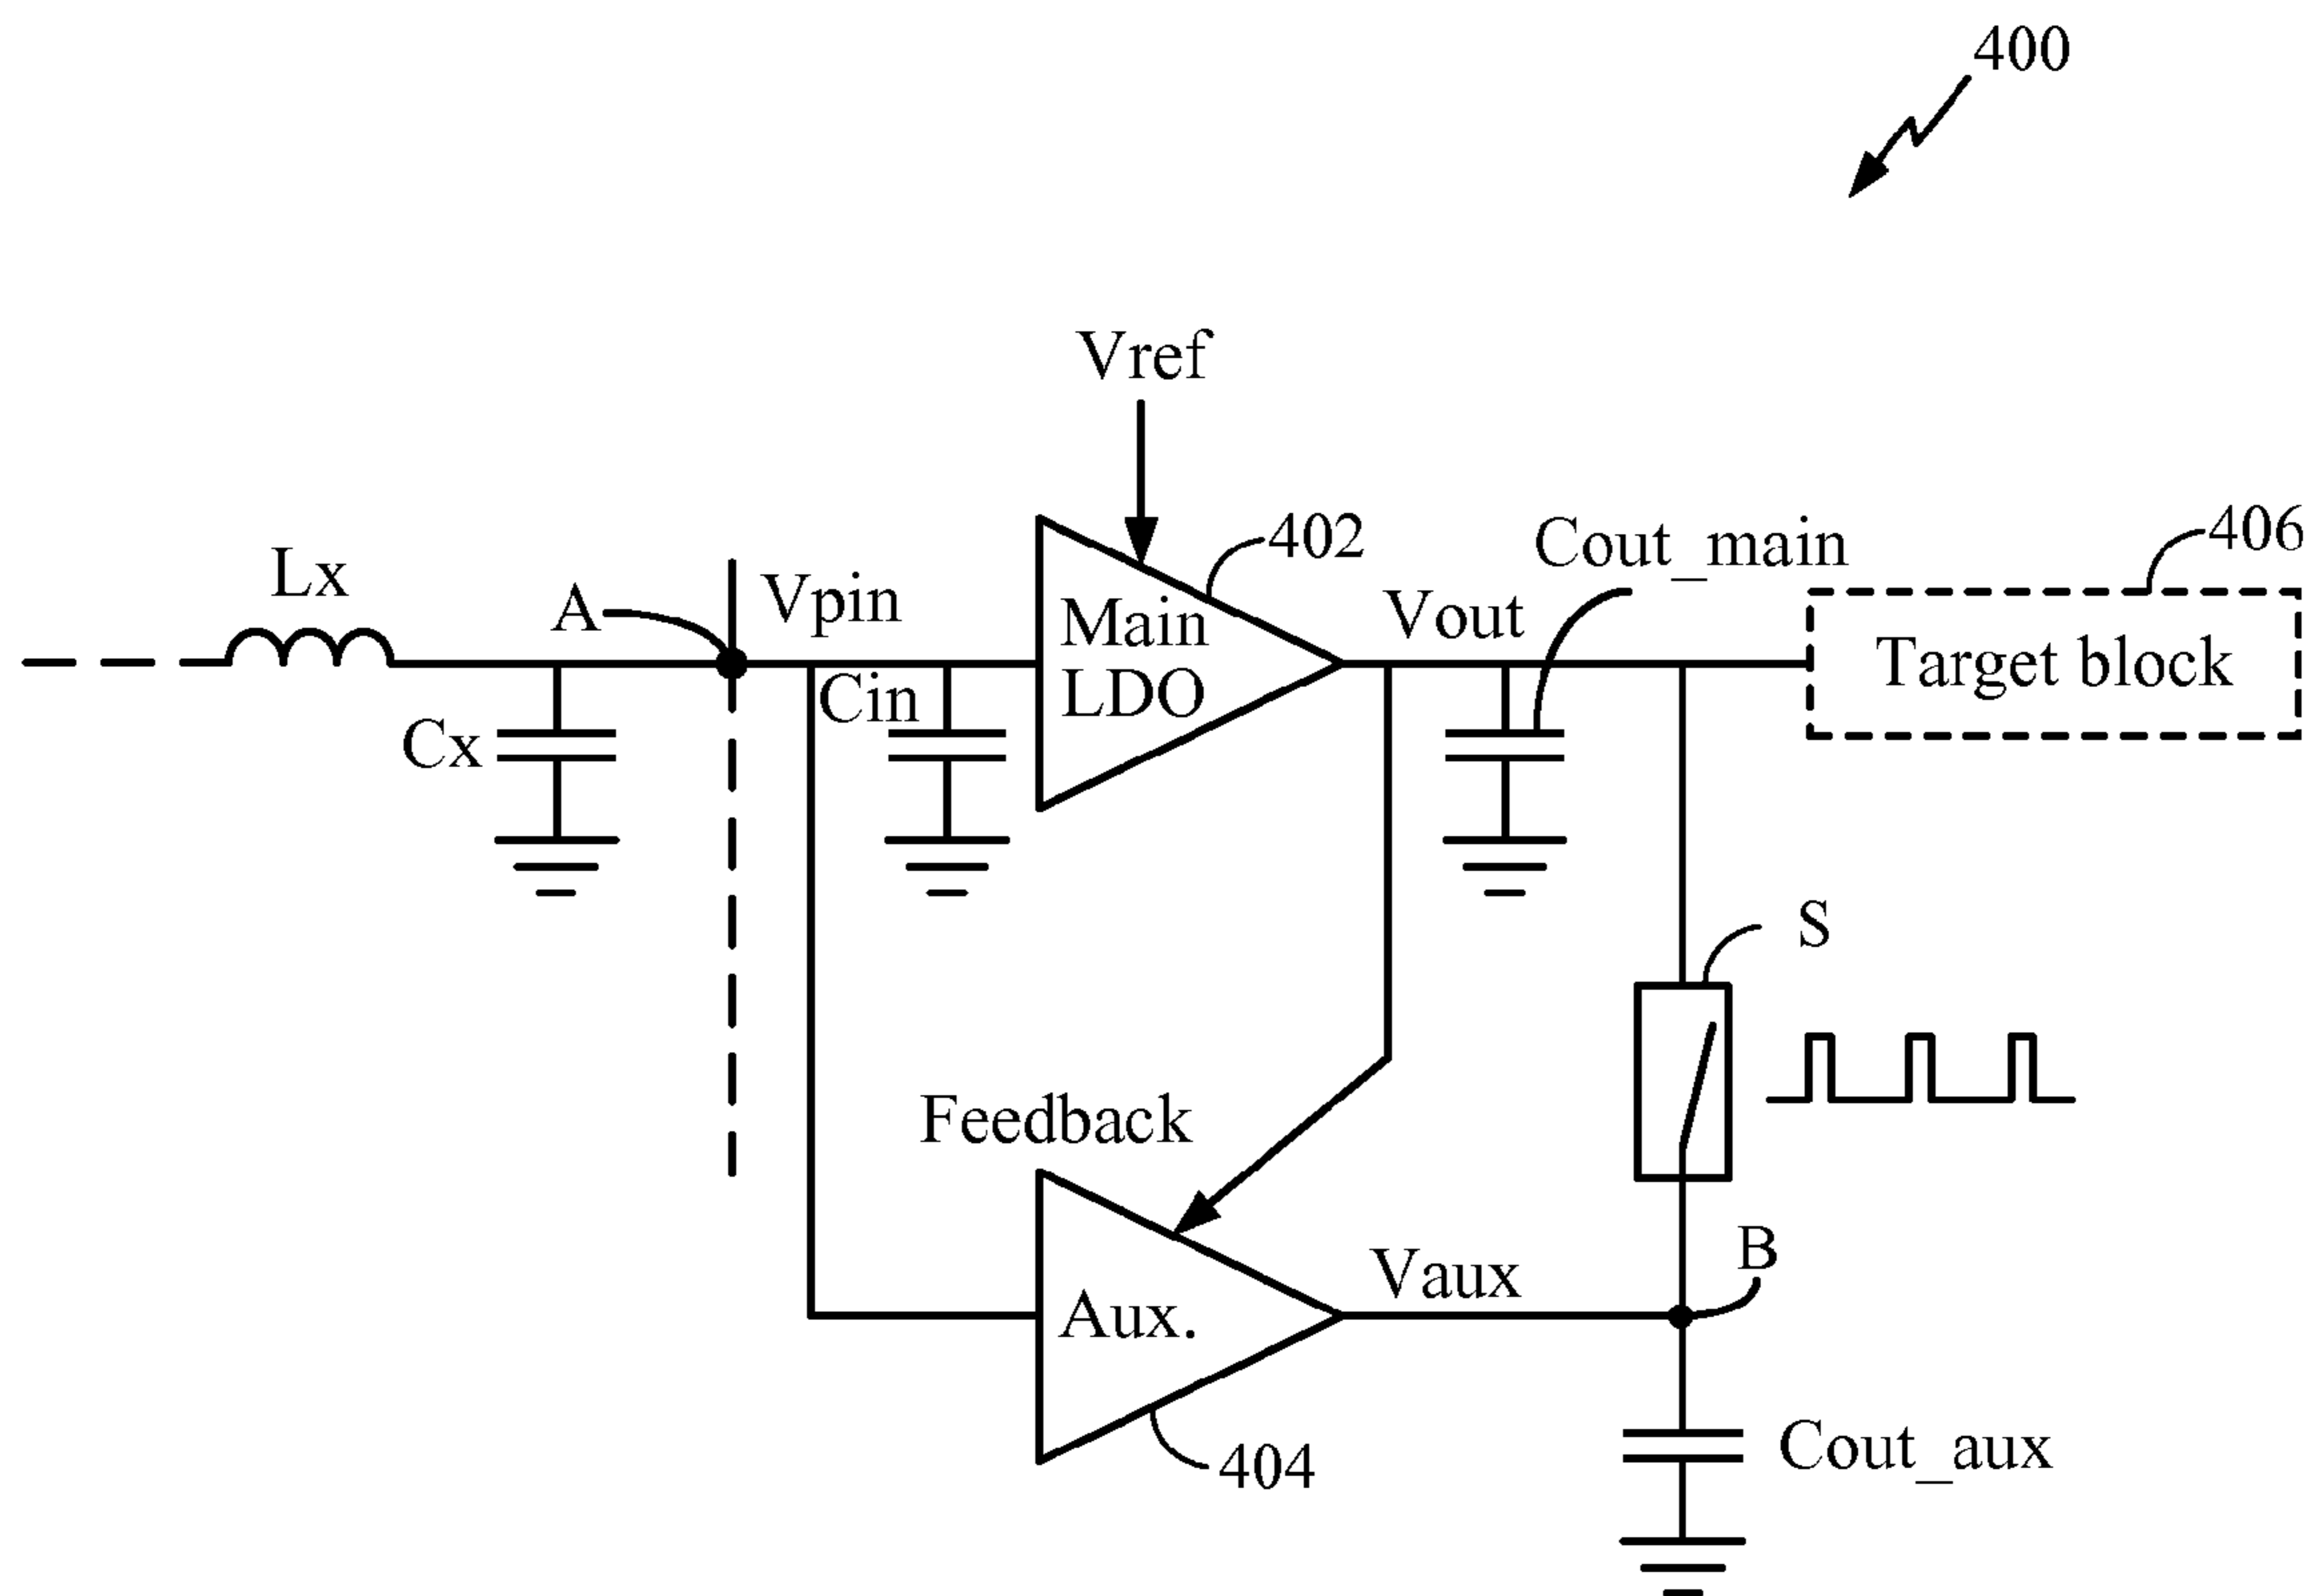 400
Vref
402
Cout_main
406
Lx
A
Vpin
Main
LDO
Vout
Target block
Cin
Cx
S
Feedback
B
Vaux
Aux.
404
Cout_aux